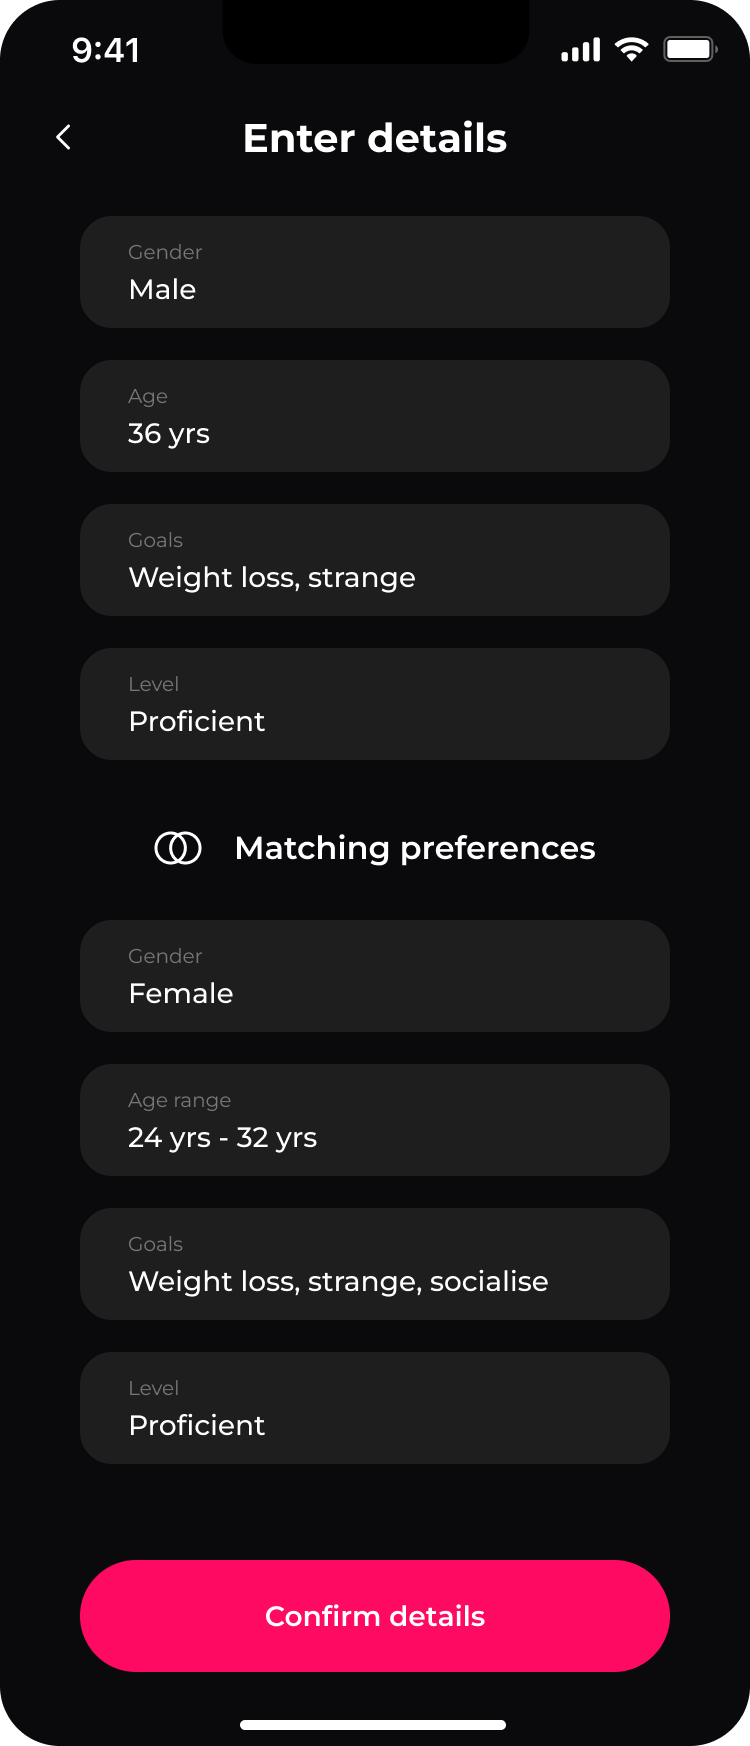 9:41
Enter details
Gender
Male
Age
36 yrs
Goals
Weight loss, strange
Level
Proficient
Matching preferences
Gender
Female
Age range
24 yrs - 32 yrs
Goals
Weight loss, strange, socialise
Level
Proficient
Confirm details